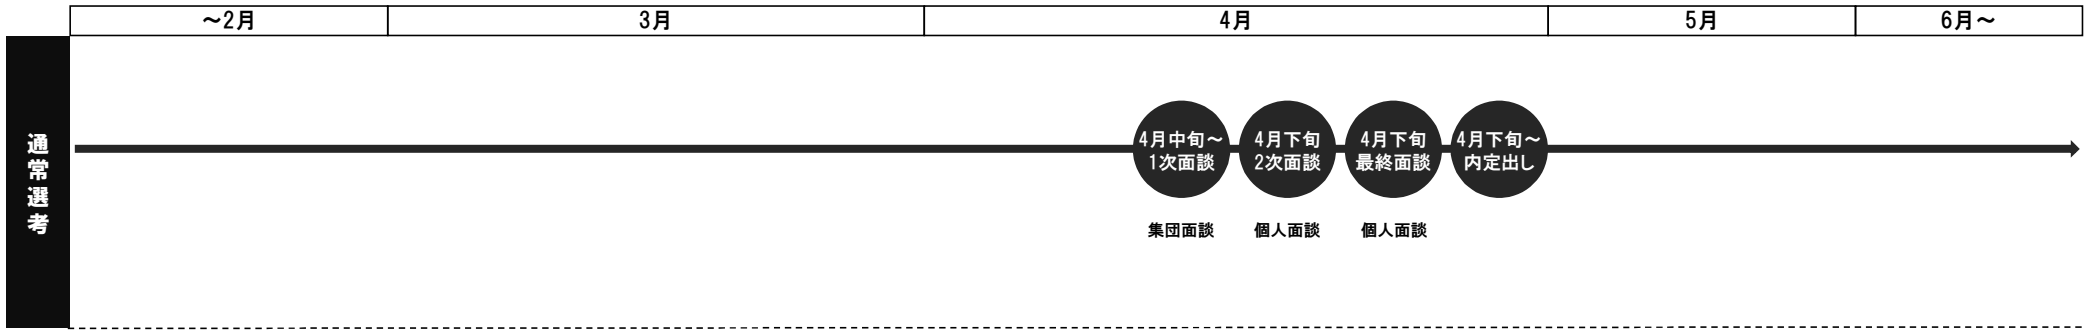 ～2月
3月
4月
5月
6月～
通常選考
4月中旬～
1次面談
4月下旬
2次面談
4月下旬
最終面談
4月下旬～
内定出し
集団面談
個人面談
個人面談